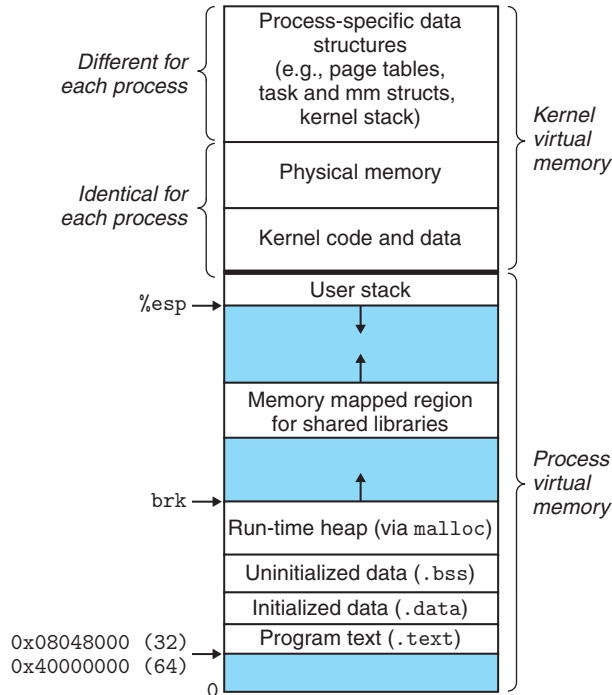 Process-specific data
structures
(e.g., page tables,
task and mm structs,
kernel stack)
Different for
each process
Kernel
virtual
memory
Physical memory
Identical for
each process
Kernel code and data
User stack
%esp
Memory mapped region
for shared libraries
Process
virtual
memory
brk
Run-time heap (via malloc)
Uninitialized data (.bss)
Initialized data (.data)
Program text (.text)
0x08048000 (32)
0x40000000 (64)
0